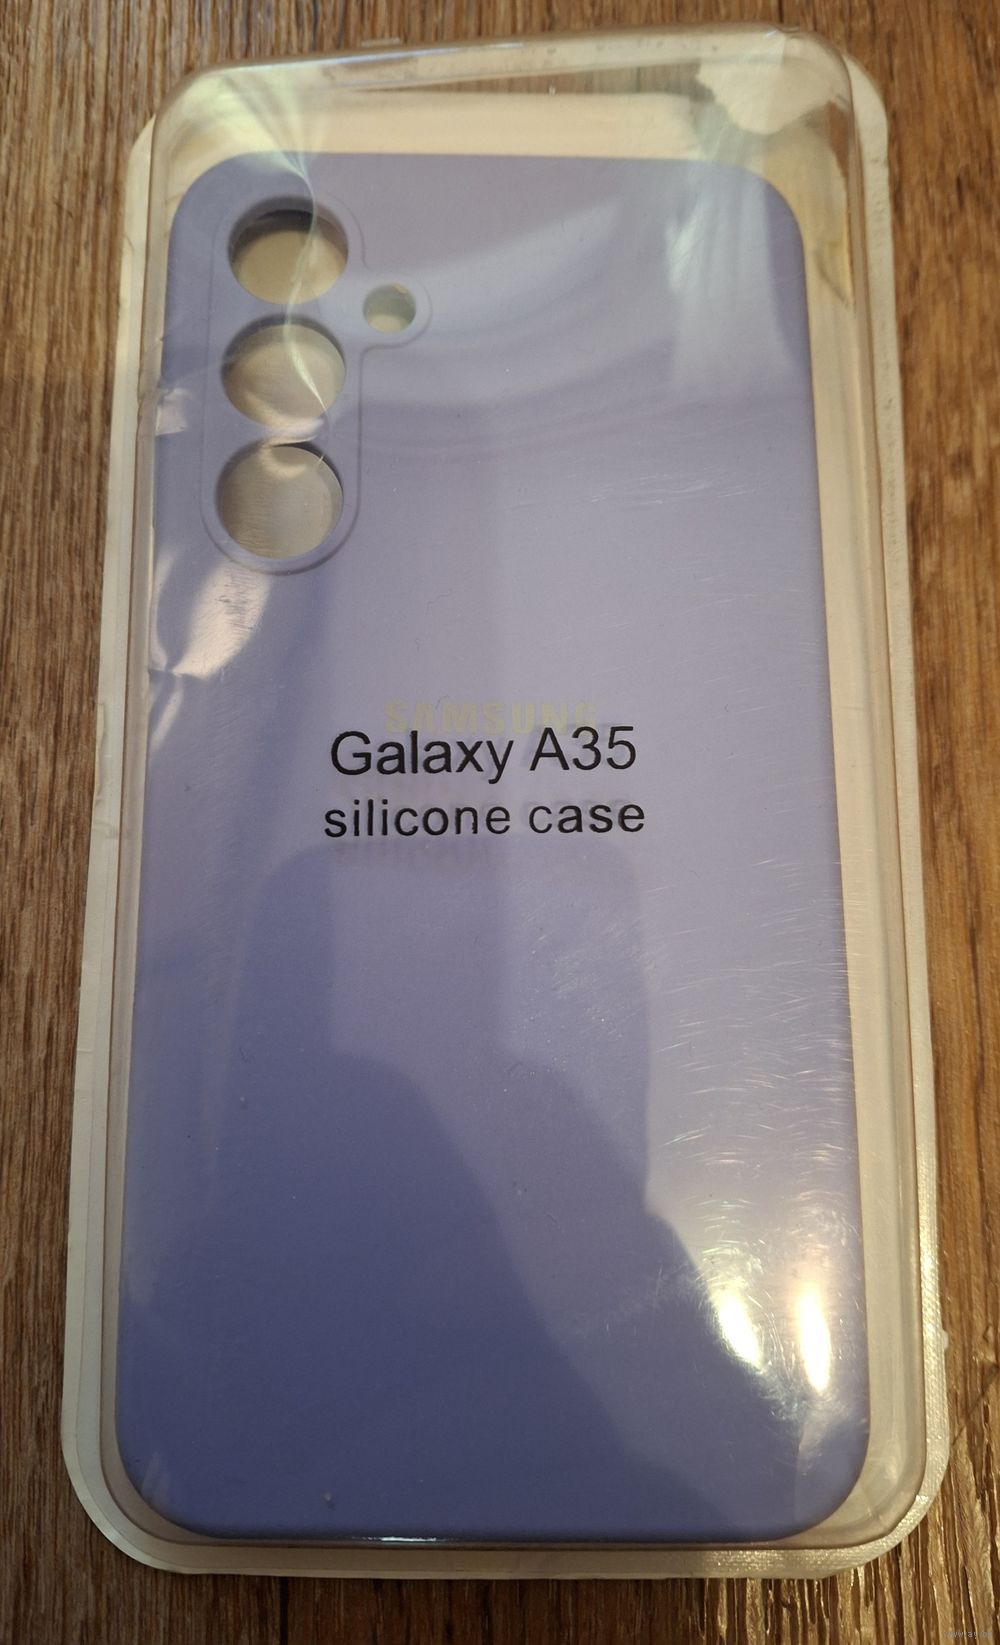 SAMSUNG
Galaxy A35
silicone case